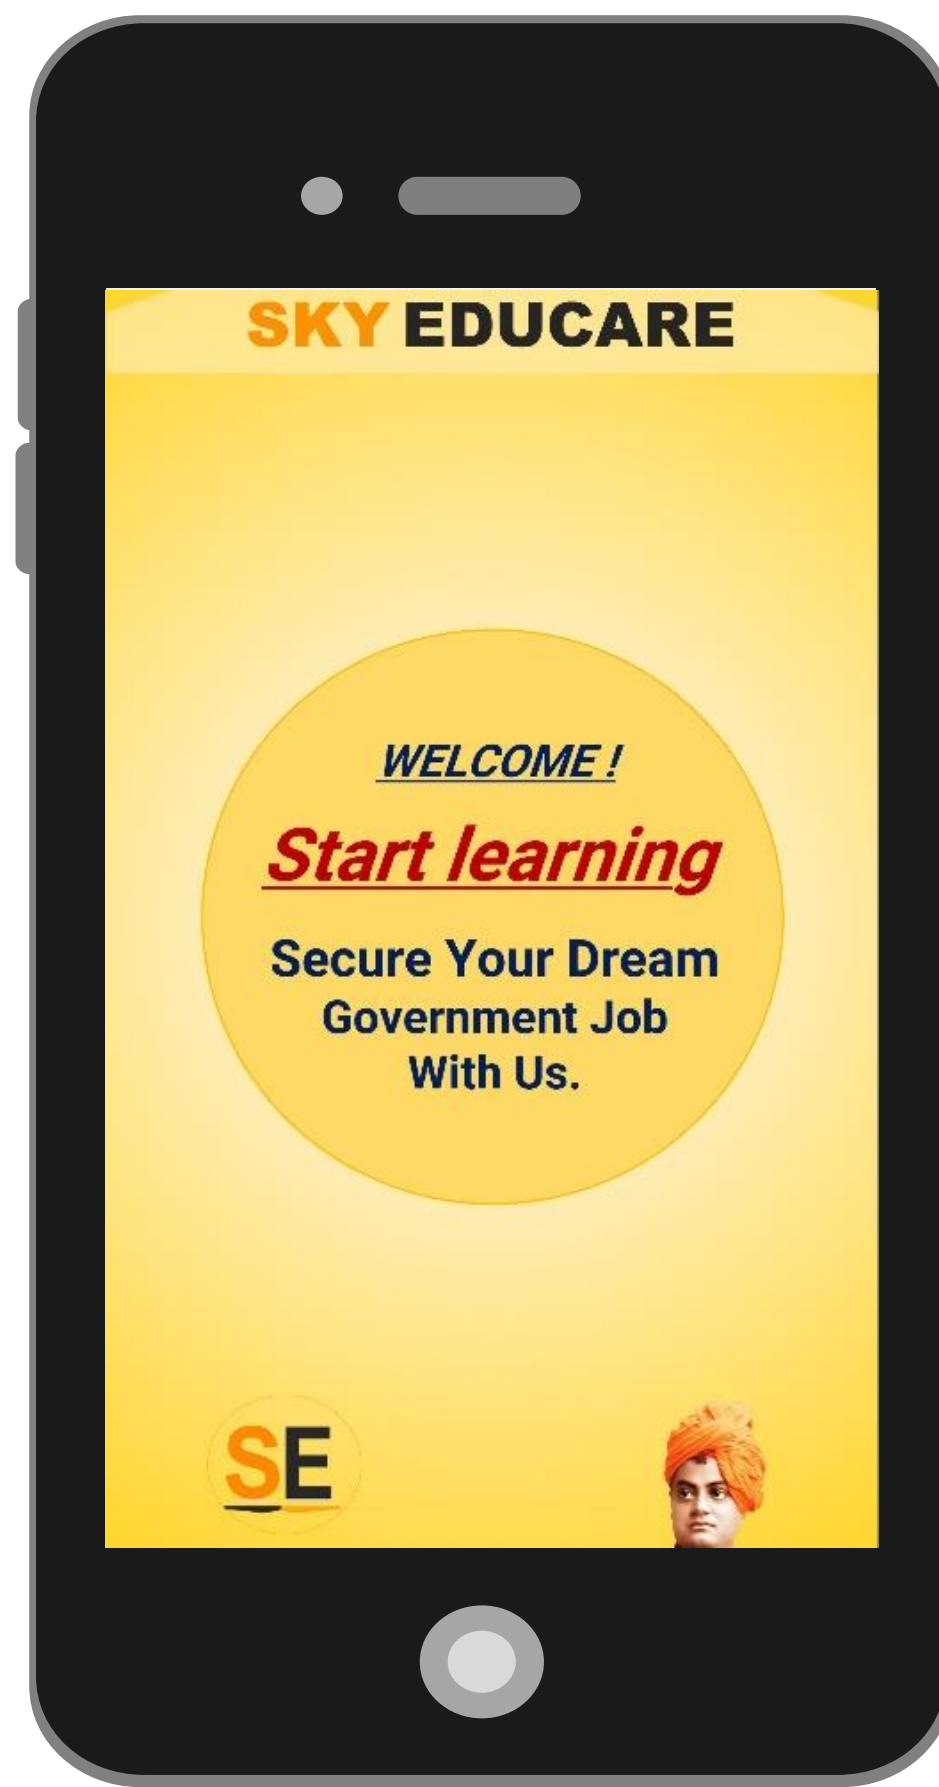 SKY EDUCARE
WELCOME !
Start learning
Secure Your Dream
Government Job
With Us.
SE